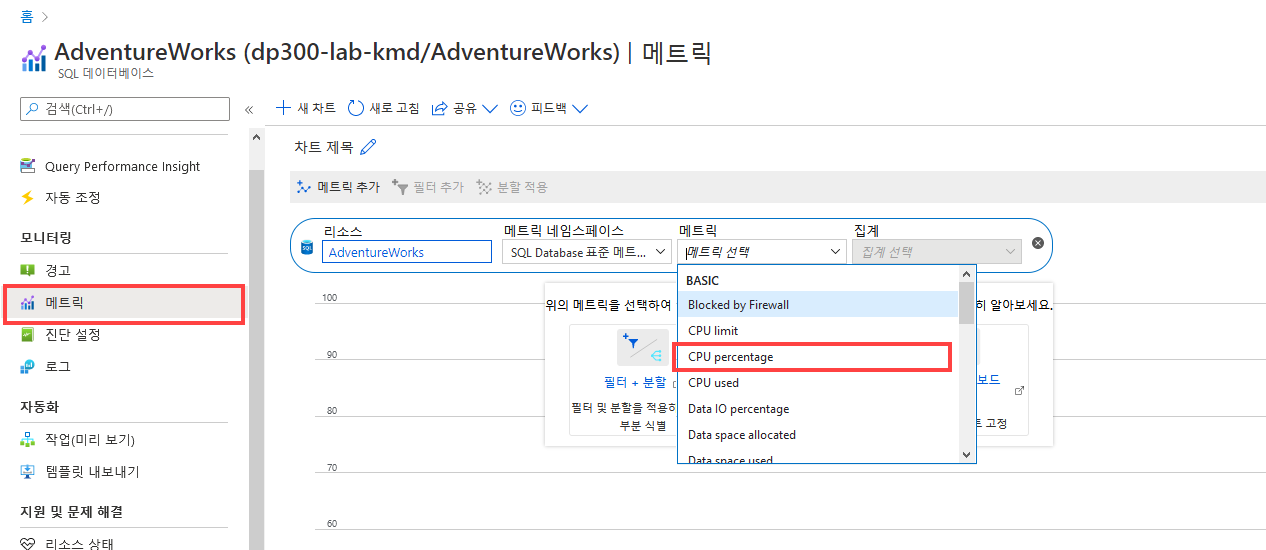 홈 >
AdventureWorks (dp300-lab-kmd/AdventureWorks) | 메트릭
SQL 데이터베이스
검색(Ctrl+/)
«
Query Performance Insight
자동 조정
모니터링
경고
메트릭
진단 설정
로그
자동화
작업(미리 보기)
템플릿 내보내기
지원 및 문제 해결
리소스 상태
새 차트 새로 고침 공유 피드백
차트 제목
메트릭 추가 필터 추가 분할 적용
리소스 메트릭 네임스페이스 메트릭 집계
SQL AdventureWorks SQL Database 표준 메트... 메트릭 선택 집계 선택
BASIC
Blocked by Firewall
CPU limit
CPU percentage
CPU used
Data IO percentage
Data space allocated
Data space used
위의 메트릭을 선택하여 히 알아보세요.
필터 + 분할 보드
필터 및 분할을 적용하 트 고정
부분 식별
100
90
80
70
60